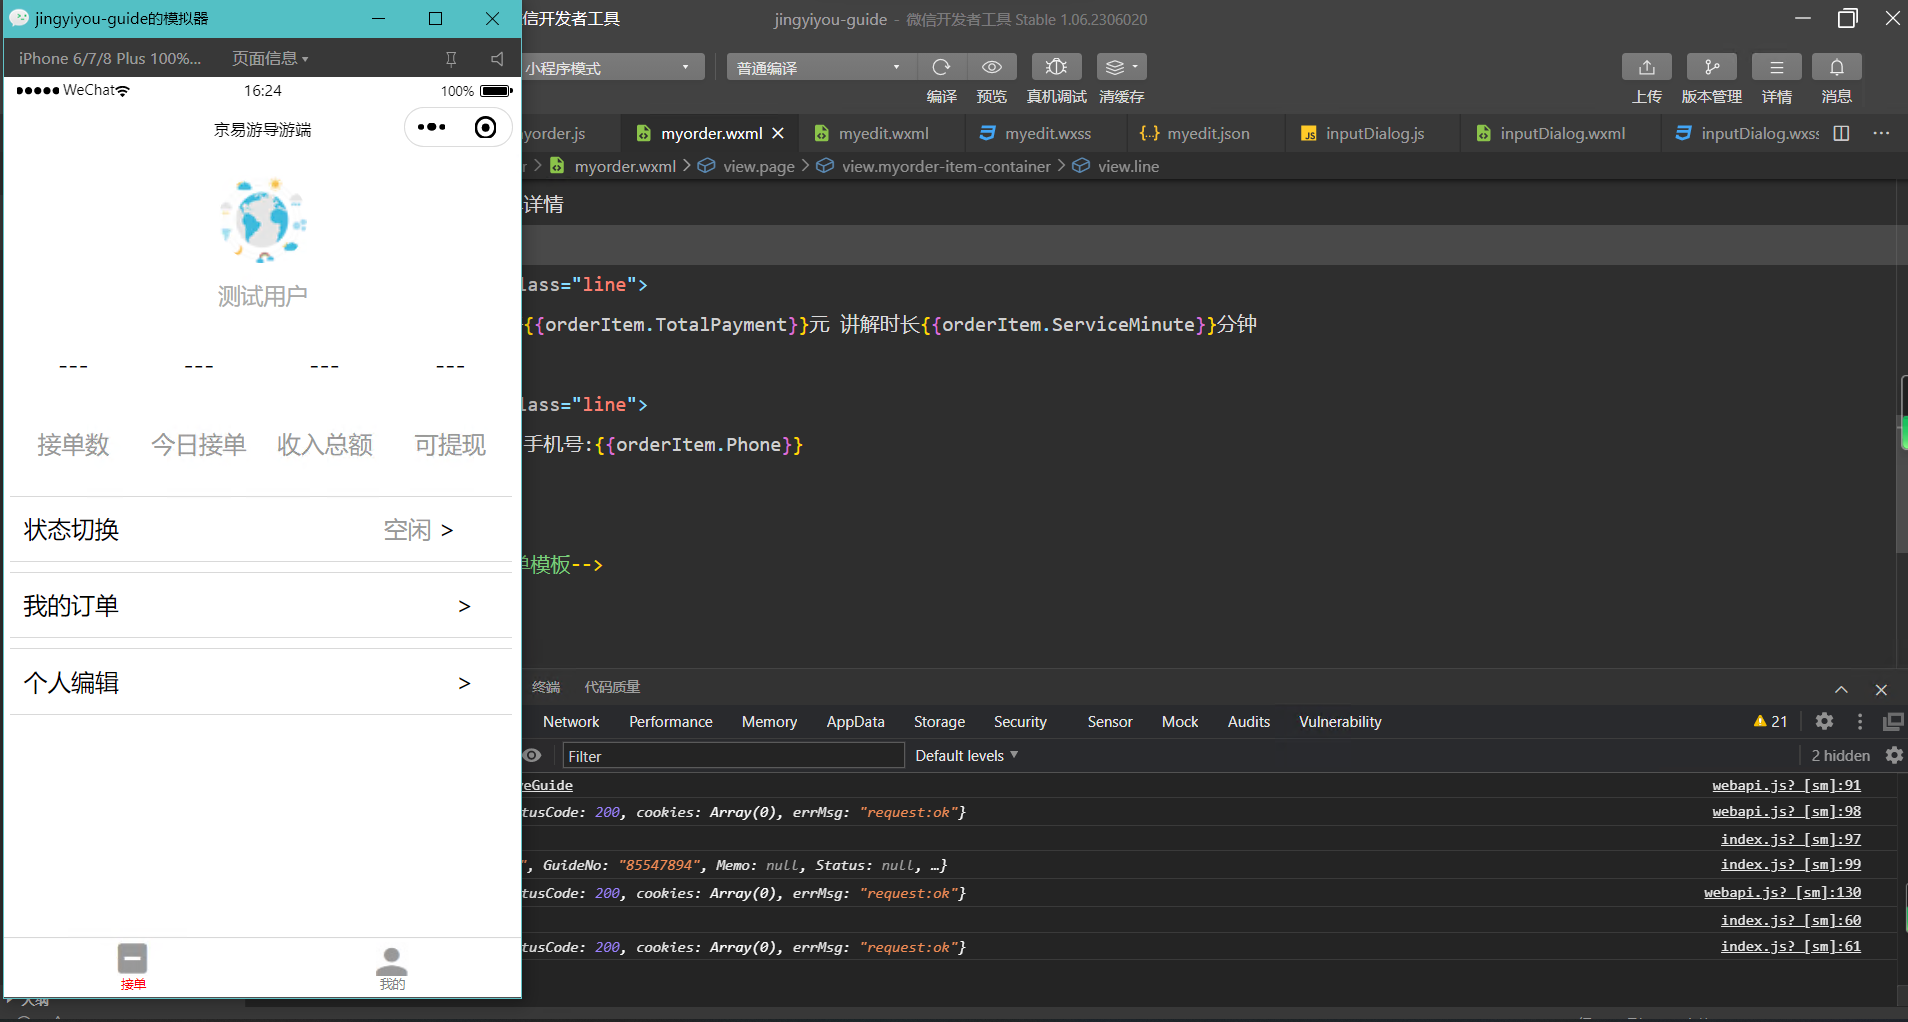 jingyiyou-guide的模拟器
信开发者工具
jingyiyou-guide - 微信开发者工具 Stable 1.06.2306020
iPhone 6/7/8 Plus 100%...
页面信息
小程序模式
普通编译
编译
预览
真机调试
清缓存
上传
版本管理
详情
消息
WeChat
16:24
100%
京易游导游端
yorder.js
myorder.wxml
myedit.wxml
myedit.wxss
myedit.json
inputDialog.js
inputDialog.wxml
inputDialog.wxss
r > myorder.wxml > view.page > view.myorder-item-container > view.line
测试用户
---
---
---
---
接单数
今日接单
收入总额
可提现
状态切换
空闲 >
我的订单
>
个人编辑
>
接单
我的
详情
lass="line">
{{orderItem.TotalPayment}}元 讲解时长{{orderItem.ServiceMinute}}分钟
lass="line">
手机号:{{orderItem.Phone}}
单模板-->
终端
代码质量
Network
Performance
Memory
AppData
Storage
Security
Sensor
Mock
Audits
Vulnerability
21
Filter
Default levels
2 hidden
veGuide
webapi.js? [sm]:91
tusCode: 200, cookies: Array(0), errMsg: "request:ok"}
webapi.js? [sm]:98
index.js? [sm]:97
", GuideNo: "85547894", Memo: null, Status: null, …}
index.js? [sm]:99
tusCode: 200, cookies: Array(0), errMsg: "request:ok"}
webapi.js? [sm]:130
index.js? [sm]:60
tusCode: 200, cookies: Array(0), errMsg: "request:ok"}
index.js? [sm]:61
大纲